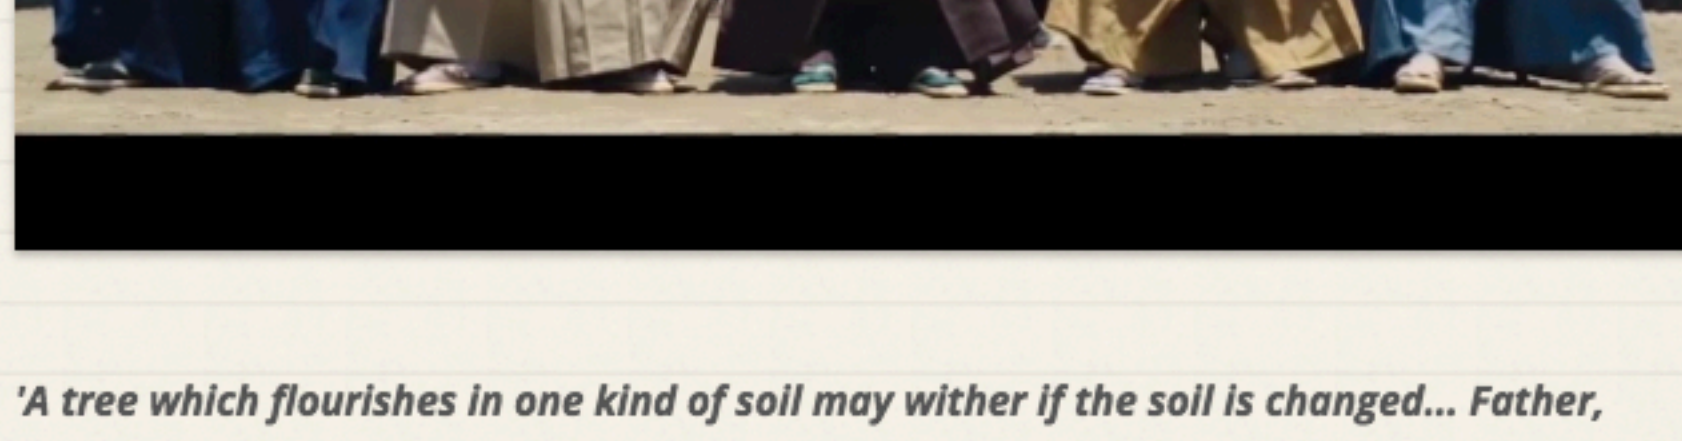 'A tree which flourishes in one kind of soil may wither if the soil is changed... Father,